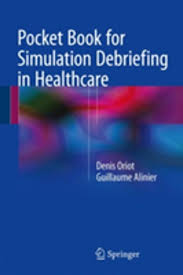 Pocket Book for
Simulation Debriefing
in Healthcare
Denis Oriot
Guillaume Alinier
Springer